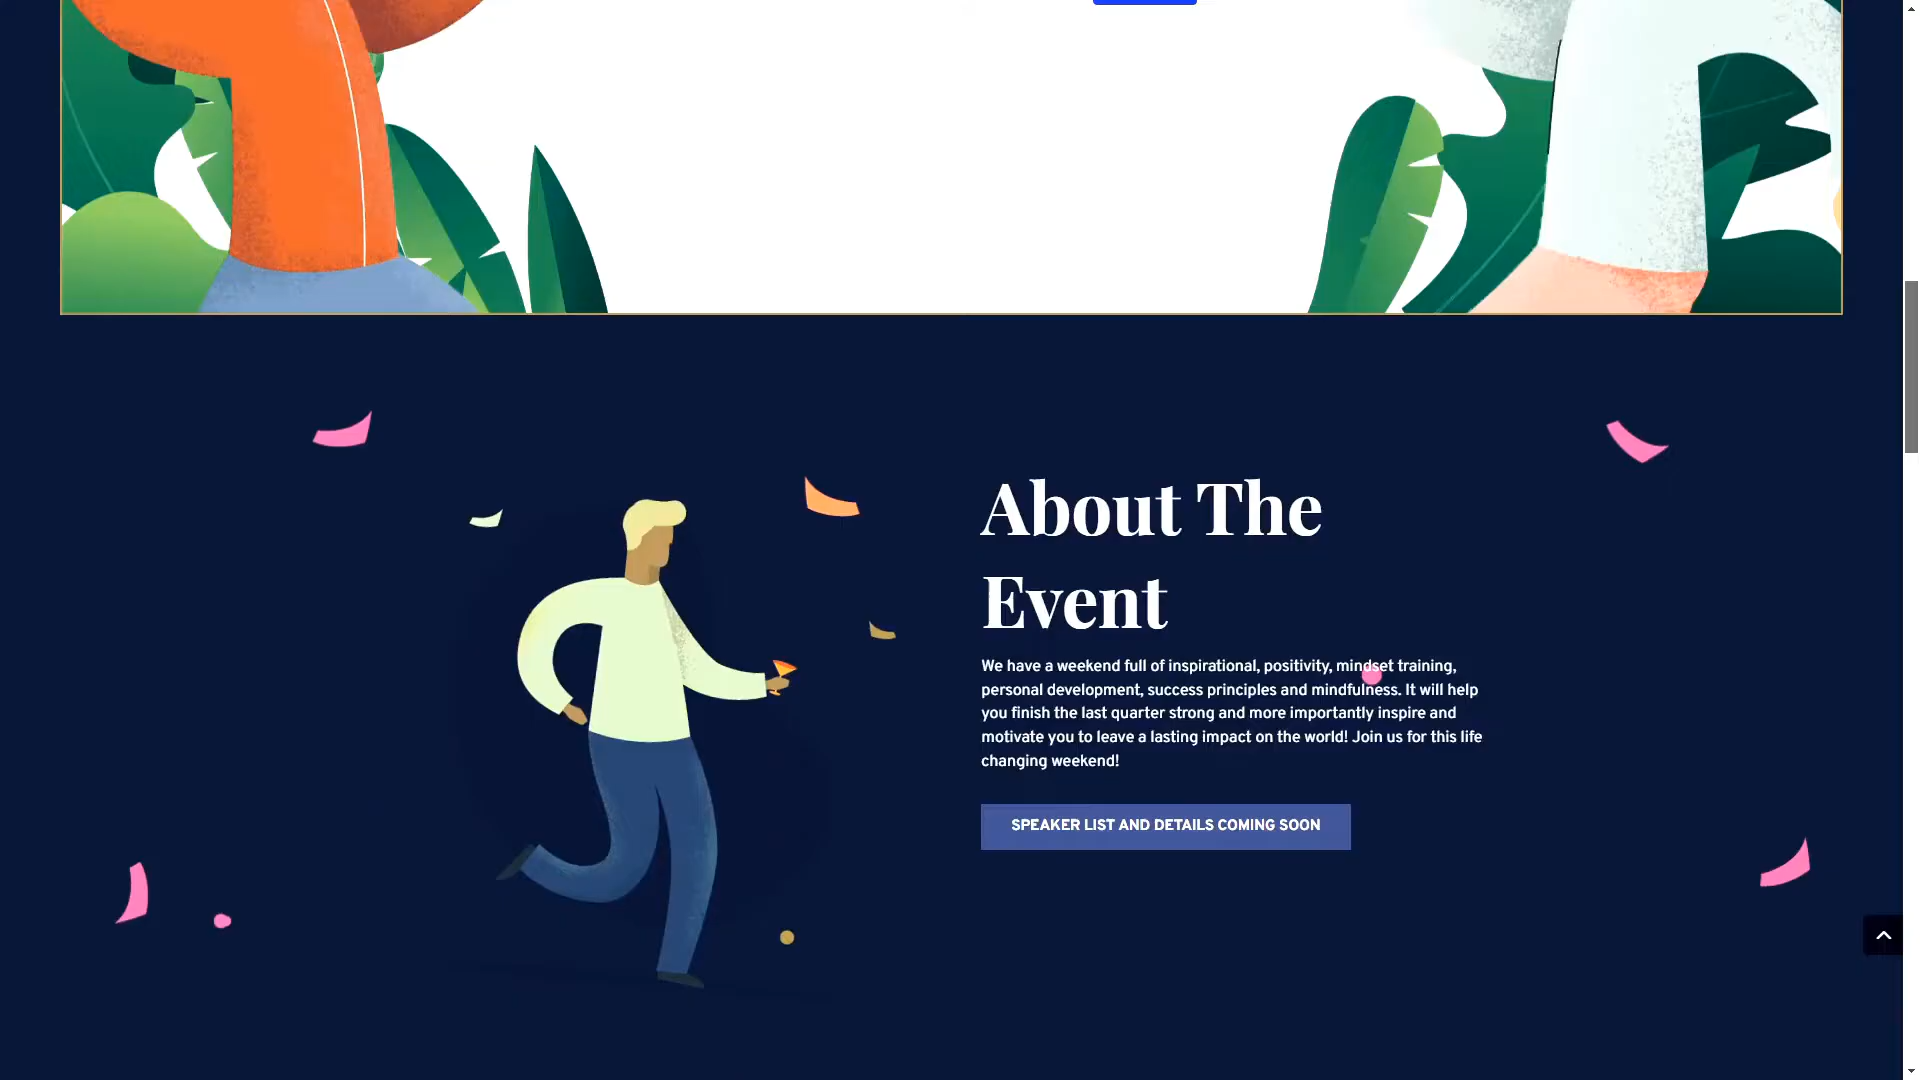 About The
Event
We have a weekend full of inspirational, positivity, mindset training,
personal development, success principles and mindfulness. It will help
you finish the last quarter strong and more importantly inspire and
motivate you to leave a lasting impact on the world! Join us for this life
changing weekend!
SPEAKER LIST AND DETAILS COMING SOON